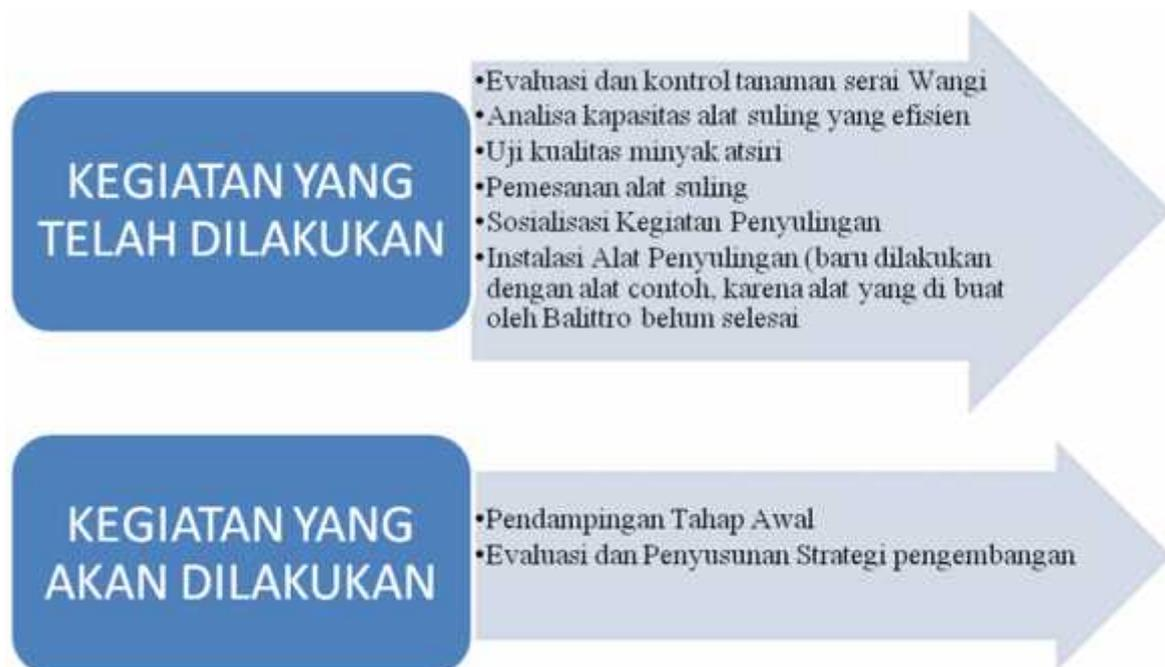 KEGIATAN YANG
TELAH DILAKUKAN
•Evaluasi dan kontrol tanaman serai Wangi
•Analisa kapasitas alat suling yang efisien
•Uji kualitas minyak atsiri
•Pemesanan alat suling
•Sosialisasi Kegiatan Penyulingan
•Instalasi Alat Penyulingan (baru dilakukan
dengan alat contoh, karena alat yang di buat
oleh Balittro belum selesai
KEGIATAN YANG
AKAN DILAKUKAN
•Pendampingan Tahap Awal
•Evaluasi dan Penyusunan Strategi pengembangan